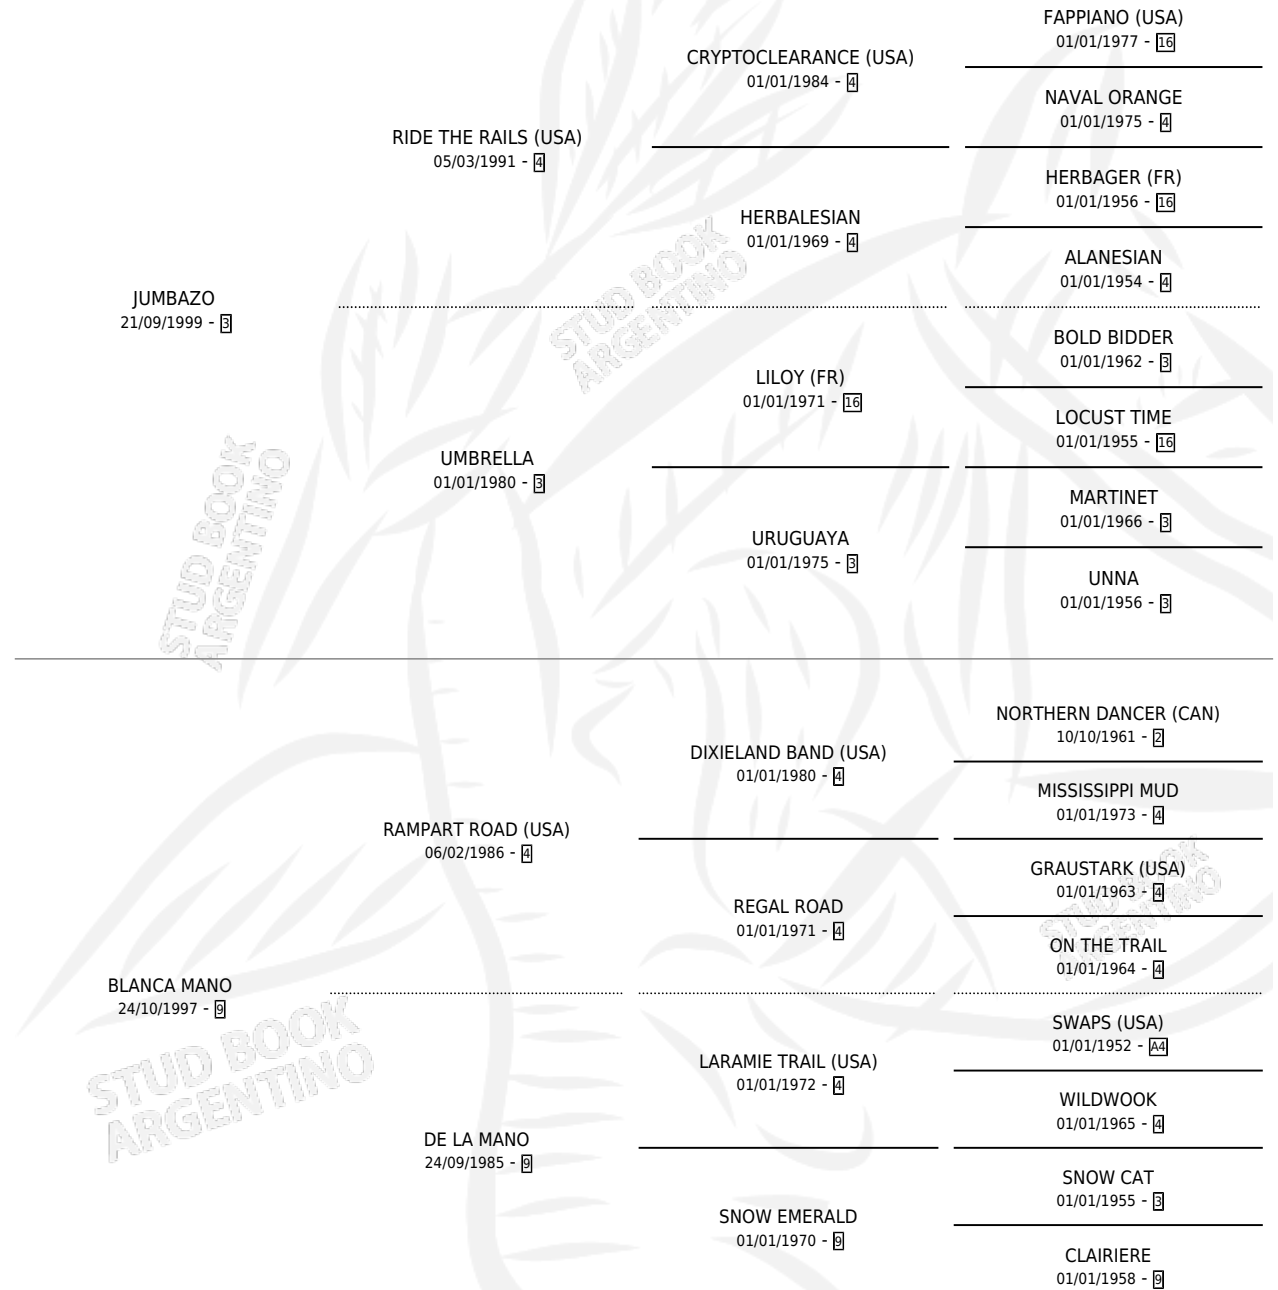 FAPPIANO (USA)
01/01/1977 - 16
CRYPTOCLEARANCE (USA)
01/01/1984 - 4
NAVAL ORANGE
01/01/1975 - 4
RIDE THE RAILS (USA)
05/03/1991 - 4
HERBAGER (FR)
01/01/1956 - 16
HERBALESIAN
01/01/1969 - 4
ALANESIAN
01/01/1954 - 4
JUMBAZO
21/09/1999 - 3
STUD BOOK
ARGENTINO
BOLD BIDDER
01/01/1962 - 3
LILOY (FR)
01/01/1971 - 16
LOCUST TIME
01/01/1955 - 16
UMBRELLA
01/01/1980 - 3
MARTINET
01/01/1966 - 3
URUGUAYA
01/01/1975 - 3
UNNA
01/01/1956 - 3
STUD BOOK
ARGENTINO
NORTHERN DANCER (CAN)
10/10/1961 - 2
DIXIELAND BAND (USA)
01/01/1980 - 4
MISSISSIPPI MUD
01/01/1973 - 4
RAMPART ROAD (USA)
06/02/1986 - 4
GRAUSTARK (USA)
01/01/1963 - 4
REGAL ROAD
01/01/1971 - 4
STUD BOOK
ARGENTINO
ON THE TRAIL
01/01/1964 - 4
BLANCA MANO
24/10/1997 - 9
SWAPS (USA)
01/01/1952 - A4
LARAMIE TRAIL (USA)
01/01/1972 - 4
STUD BOOK
ARGENTINO
WILDWOOK
01/01/1965 - 4
DE LA MANO
24/09/1985 - 9
SNOW CAT
01/01/1955 - 3
SNOW EMERALD
01/01/1970 - 9
CLAIRIERE
01/01/1958 - 9